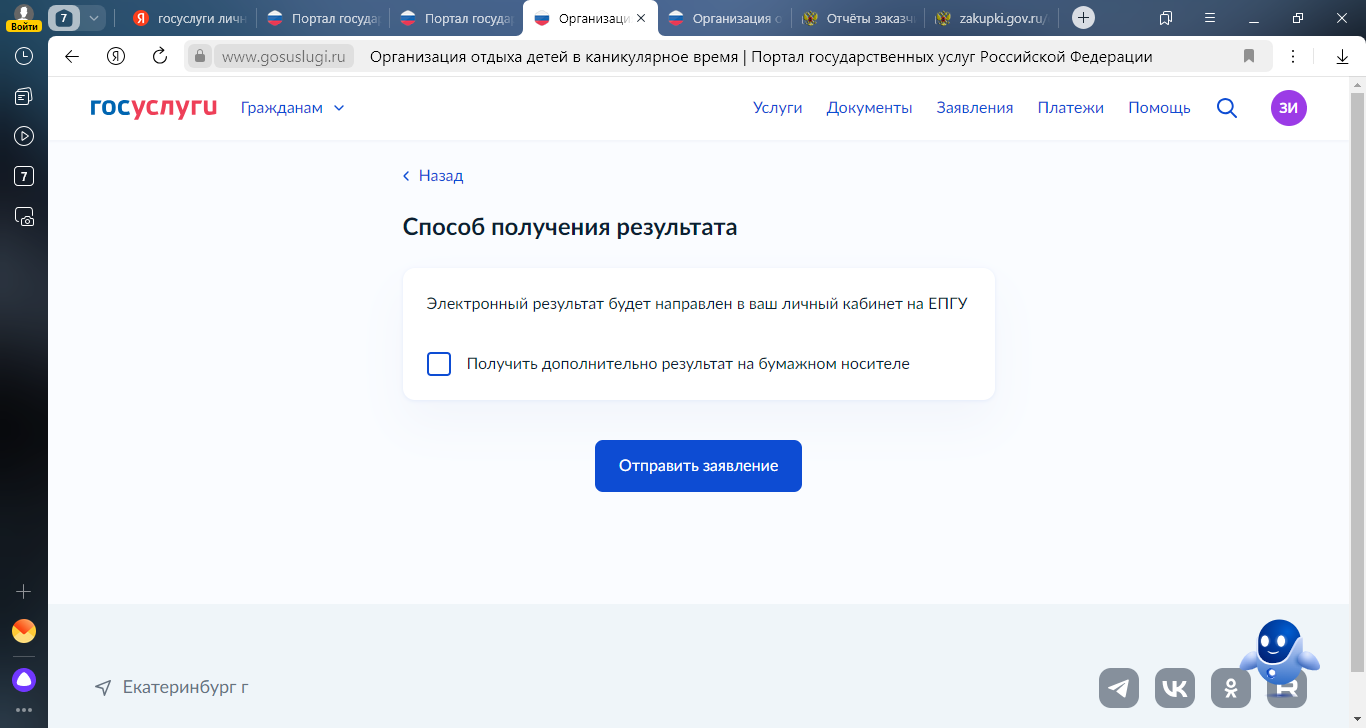 Войти
7
госуслуги личн
Портал государ
Портал государ
Организаци
Организация о
Отчёты заказчи
zakupki.gov.ru/
www.gosuslugi.ru
Организация отдыха детей в каникулярное время | Портал государственных услуг Российской Федерации
7
госуслуги
Гражданам
Услуги
Документы
Заявления
Платежи
Помощь
ЗИ
Назад
Способ получения результата
Электронный результат будет направлен в ваш личный кабинет на ЕПГУ
Получить дополнительно результат на бумажном носителе
Отправить заявление
Екатеринбург г